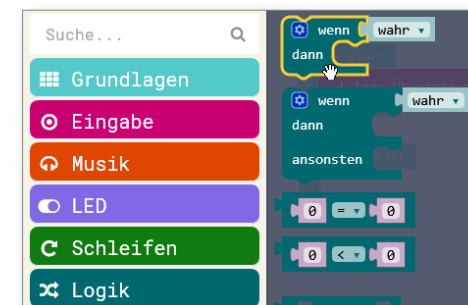 Suche...
Grundlagen
Eingabe
Musik
LED
Schleifen
Logik
wenn wahr
dann
wenn wahr
dann
ansonsten
0 = 0
0 < 0